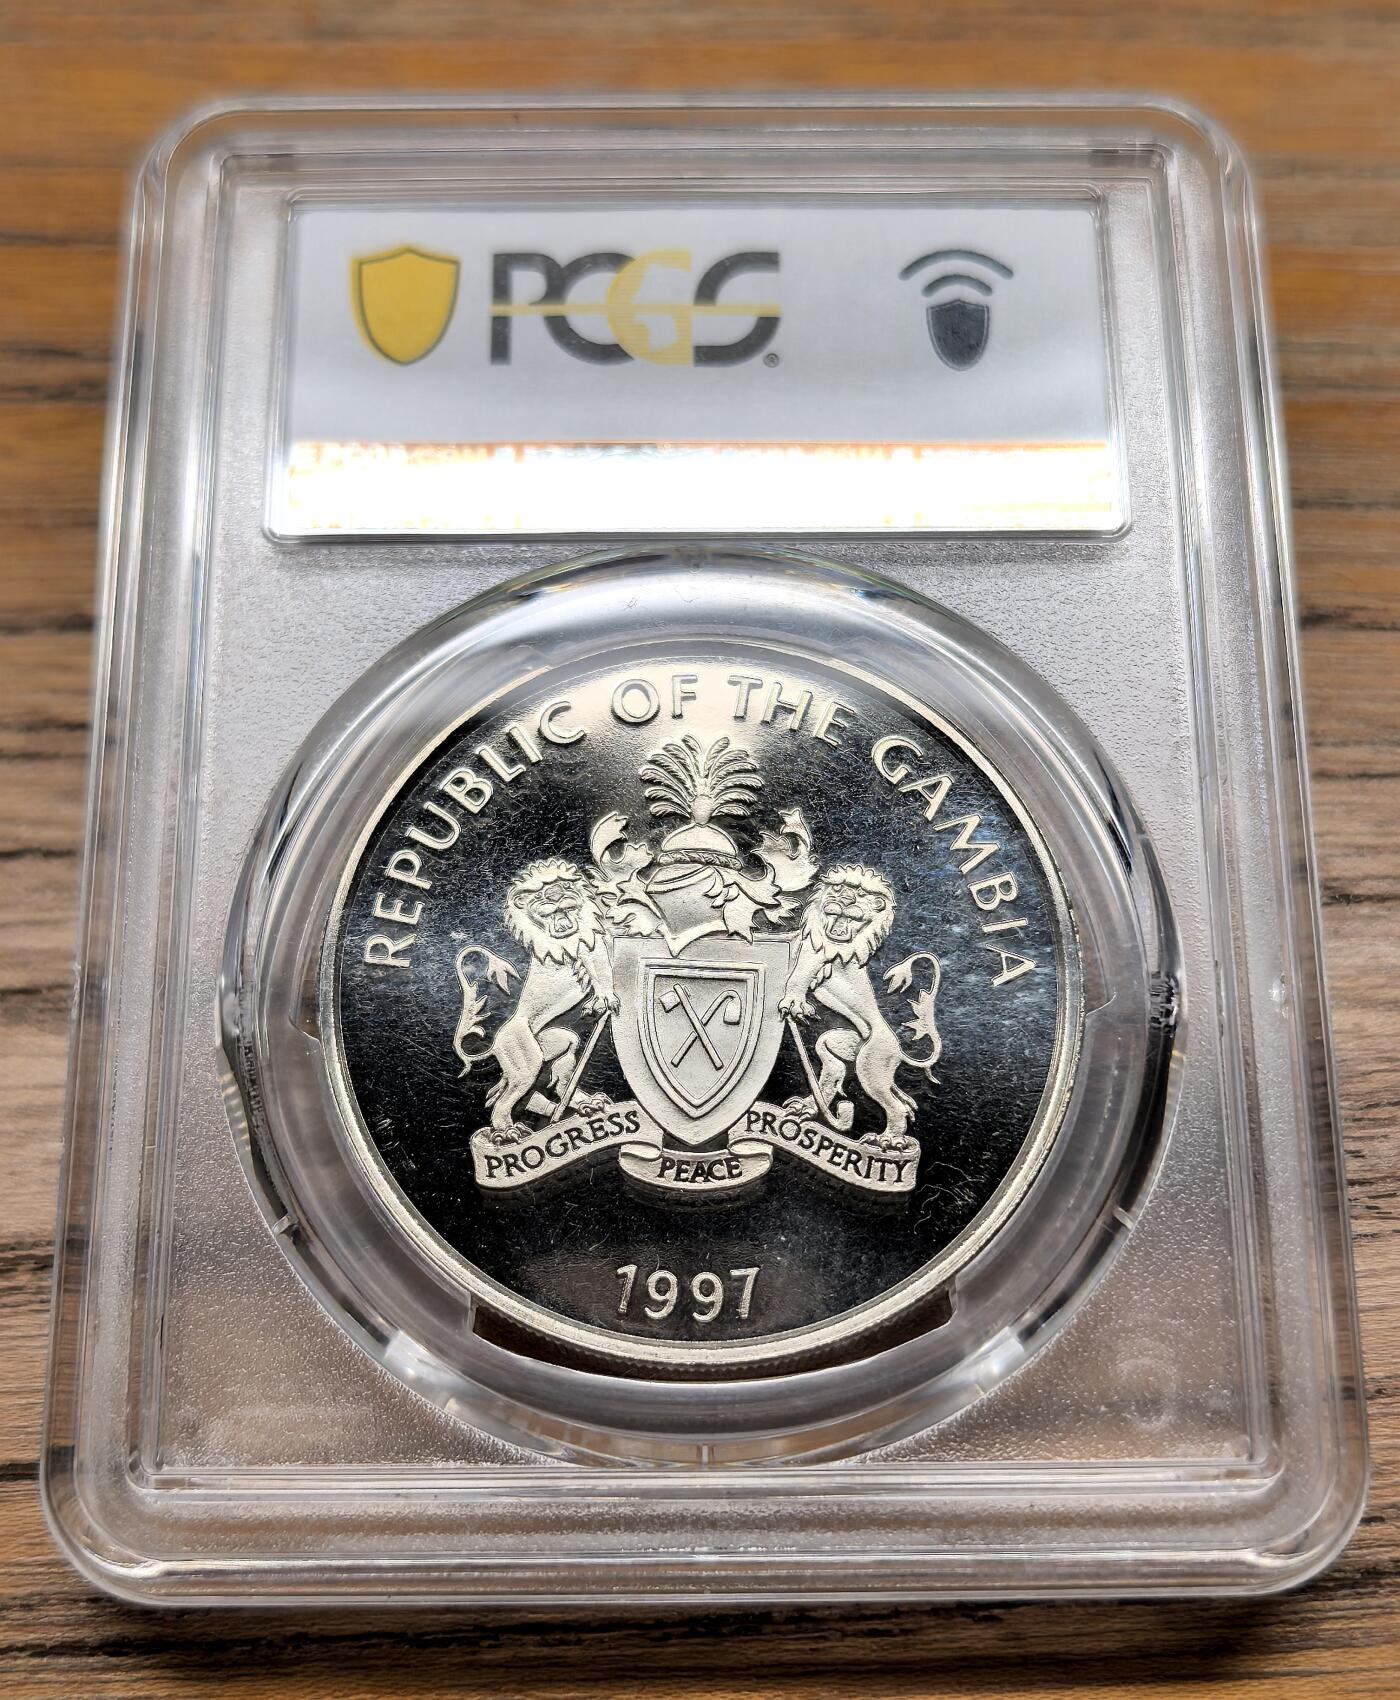 PCGS®
REPUBLIC OF THE GAMBIA
PROGRESS PEACE PROSPERITY
1997